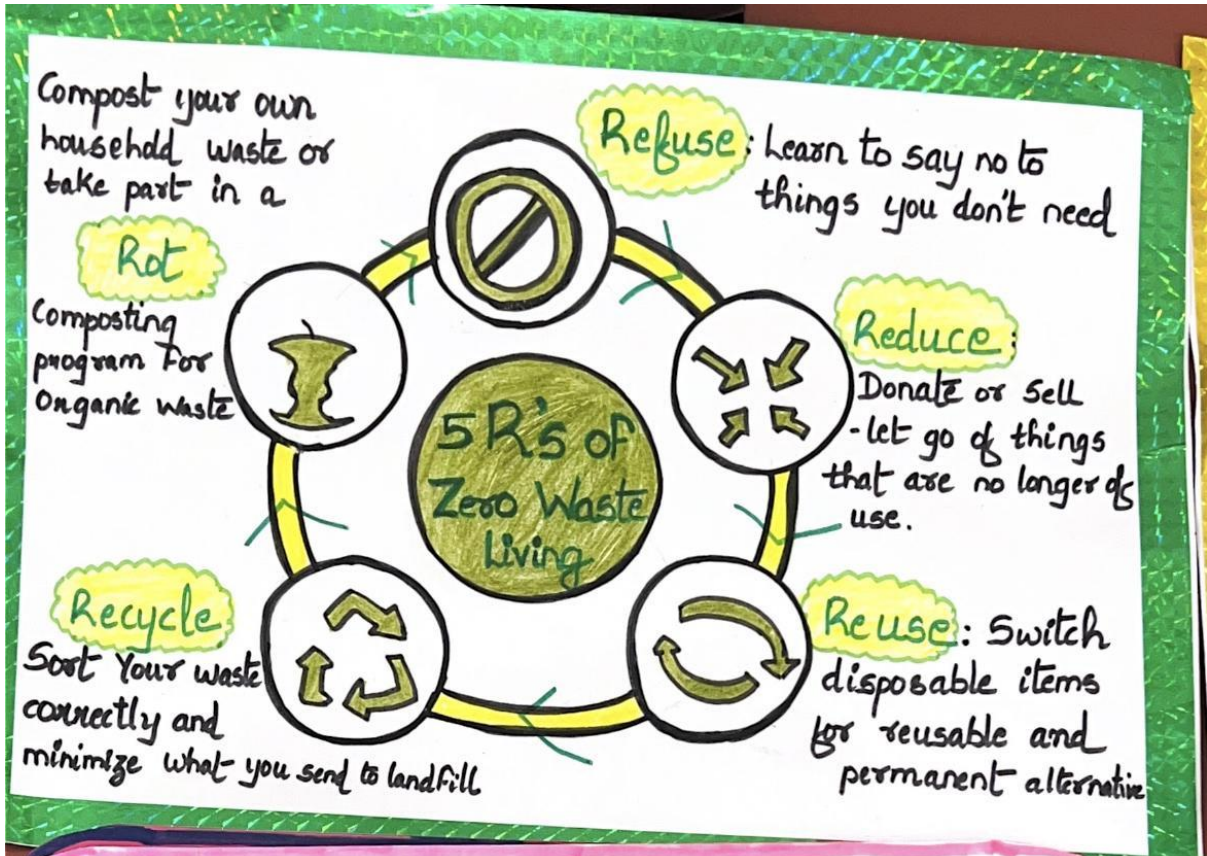 Compost your own
household waste or
take part in a
Rot
Composting
program For
Organic waste
Refuse : Learn to say no to
things you don't need
Reduce :
Donate or sell
- let go of things
that are no longer of
use.
Reuse : Switch
disposable items
for reusable and
permanent alternative
Recycle
Sort Your waste
correctly and
minimize what you send to landfill
5 R's of
Zero Waste
Living